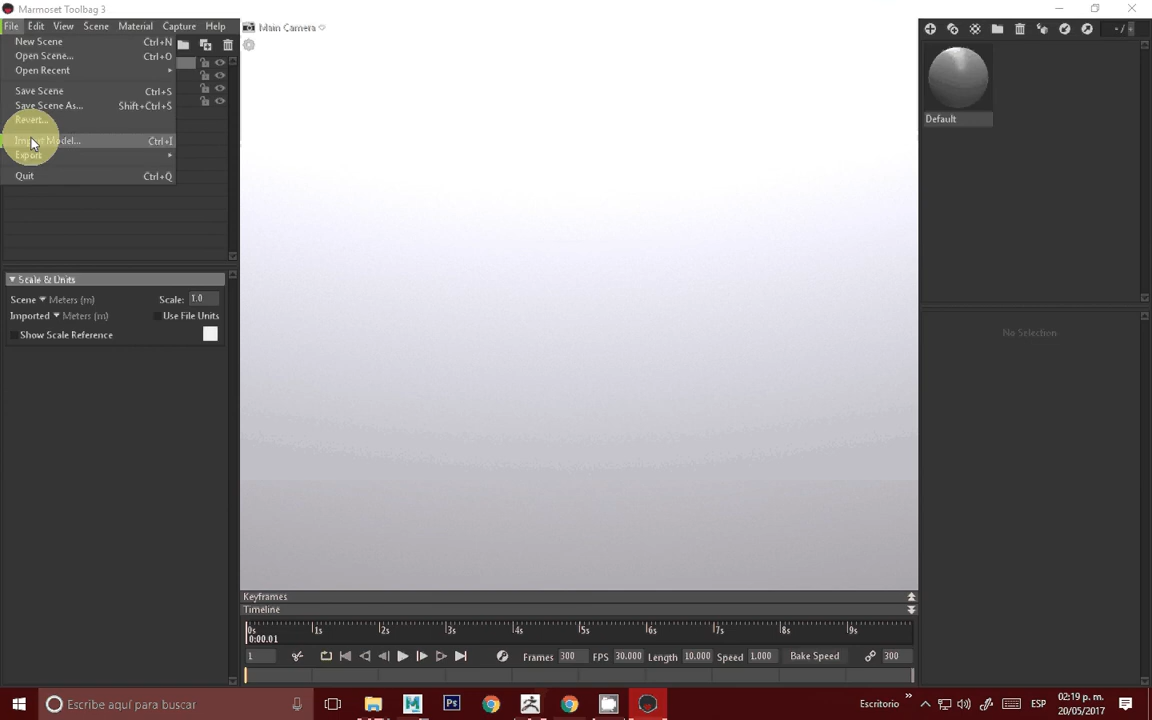 Marmoset Toolbag 3
File Edit View Scene Material Capture Help
Main Camera
New Scene Ctrl+N
Open Scene... Ctrl+O
Open Recent
Save Scene Ctrl+S
Save Scene As... Shift+Ctrl+S
Revert...
Import Model... Ctrl+I
Export
Quit Ctrl+Q
Scale & Units
Scene Meters (m) Scale: 1.0
Imported Meters (m) Use File Units
Show Scale Reference
- / -
Default
No Selection
Keyframes
Timeline
0s 1s 2s 3s 4s 5s 6s 7s 8s 9s
0:00.01
1 Frames 300 FPS 30.000 Length 10.000 Speed 1.000 Bake Speed 300
Escribe aquí para buscar
Ps
Escritorio
ESP
02:19 p. m.
20/05/2017